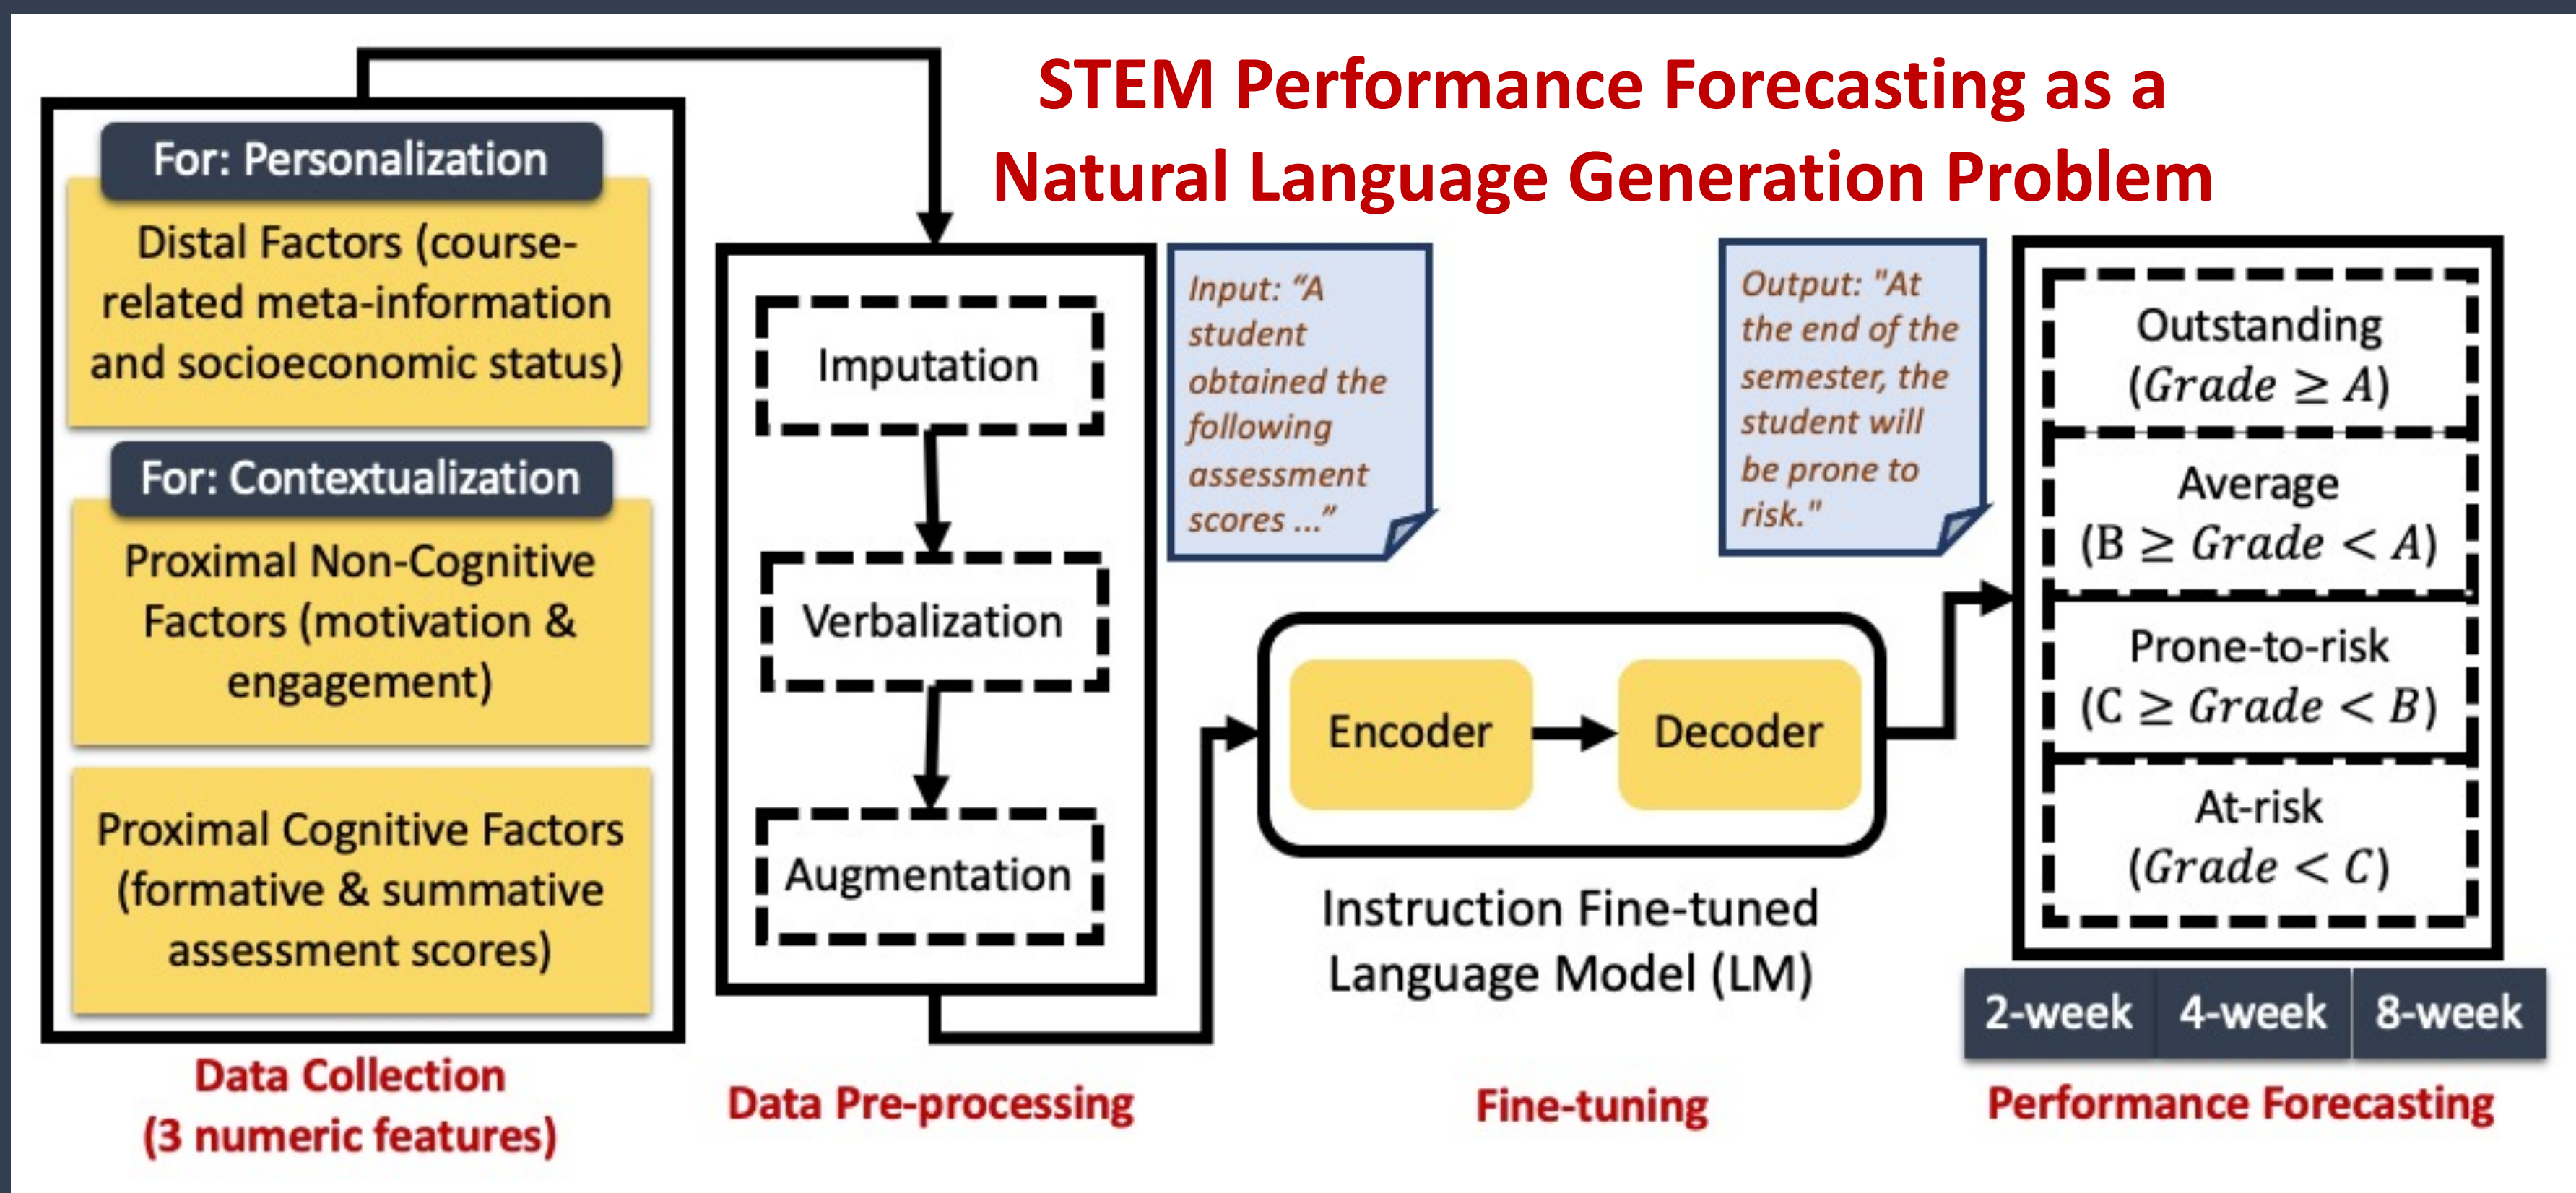 STEM Performance Forecasting as a
Natural Language Generation Problem
For: Personalization
Distal Factors (course-
related meta-information
and socioeconomic status)
For: Contextualization
Proximal Non-Cognitive
Factors (motivation &
engagement)
Proximal Cognitive Factors
(formative & summative
assessment scores)
Data Collection
(3 numeric features)
Imputation
Verbalization
Augmentation
Data Pre-processing
Input: “A
student
obtained the
following
assessment
scores ...”
Encoder
Decoder
Instruction Fine-tuned
Language Model (LM)
Fine-tuning
Output: "At
the end of the
semester, the
student will
be prone to
risk."
Outstanding
(Grade ≥ A)
Average
(B ≥ Grade < A)
Prone-to-risk
(C ≥ Grade < B)
At-risk
(Grade < C)
2-week 4-week 8-week
Performance Forecasting